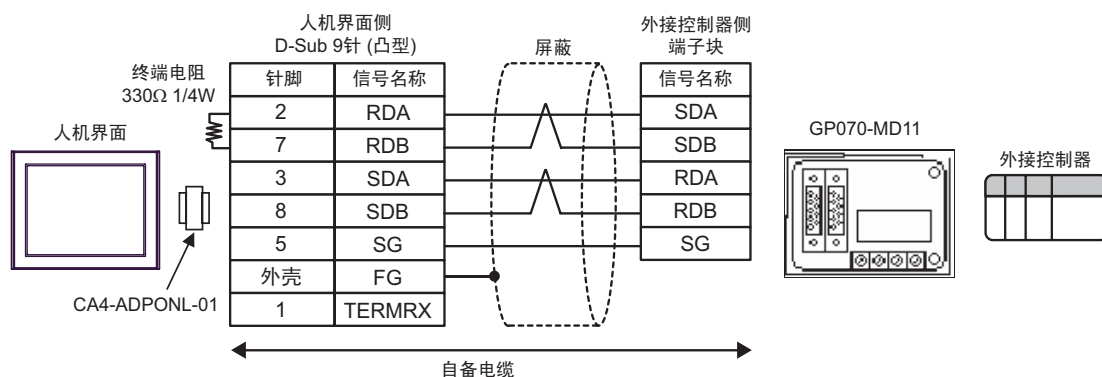 人机界面侧
D-Sub 9针 (凸型)
屏蔽
外接控制器侧
端子块
终端电阻
330Ω 1/4W
针脚 信号名称 信号名称
2 RDA SDA
7 RDB SDB
3 SDA RDA
8 SDB RDB
5 SG SG
外壳 FG
1 TERMRX
人机界面
CA4-ADPONL-01
GP070-MD11
外接控制器
自备电缆